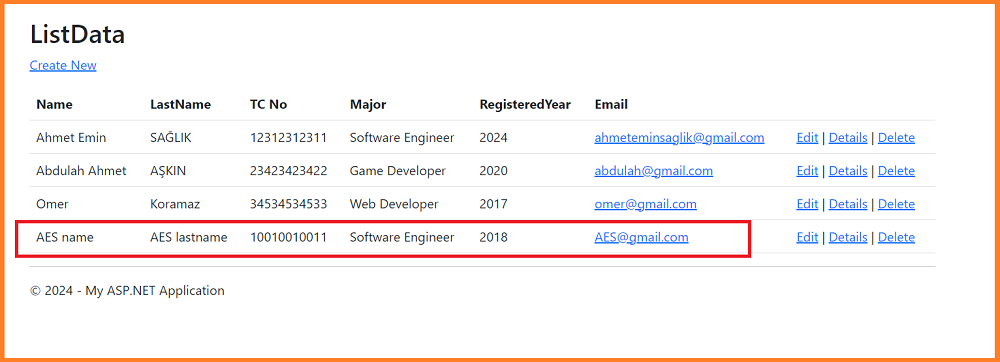 ListData
Create New
Name LastName TC No Major RegisteredYear Email
Ahmet Emin SAĞLIK 12312312311 Software Engineer 2024 ahmeteminsaglik@gmail.com Edit | Details | Delete
Abdulah Ahmet AŞKIN 23423423422 Game Developer 2020 abdulah@gmail.com Edit | Details | Delete
Omer Koramaz 34534534533 Web Developer 2017 omer@gmail.com Edit | Details | Delete
AES name AES lastname 10010010011 Software Engineer 2018 AES@gmail.com Edit | Details | Delete
© 2024 - My ASP.NET Application